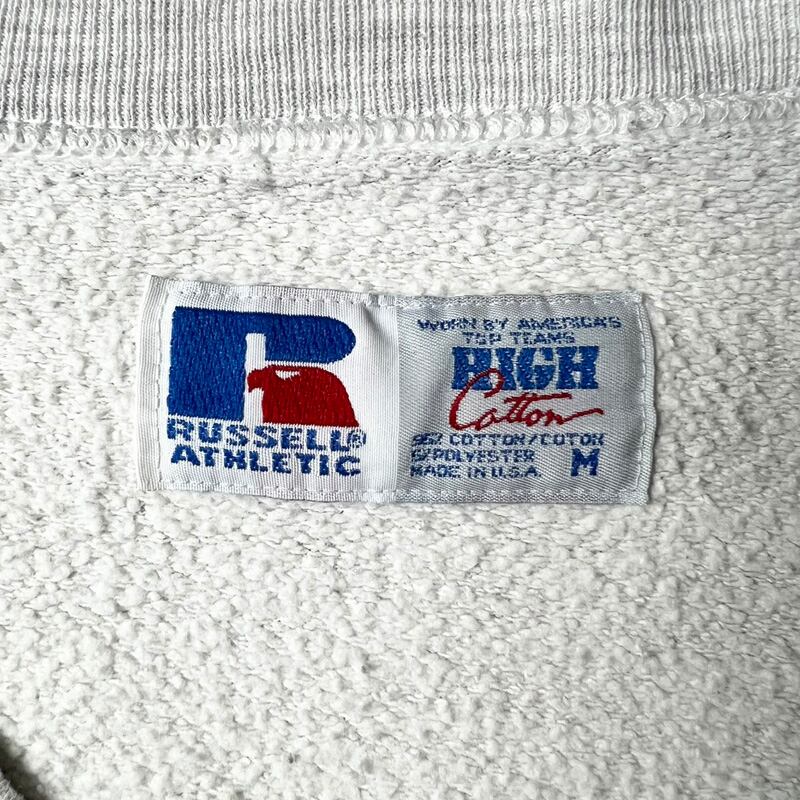 RUSSELL®
ATHLETIC
WORN BY AMERICA'S
TOP TEAMS
HIGH
Cotton
95% COTTON/COTON
5%POLYESTER
MADE IN U.S.A.
M